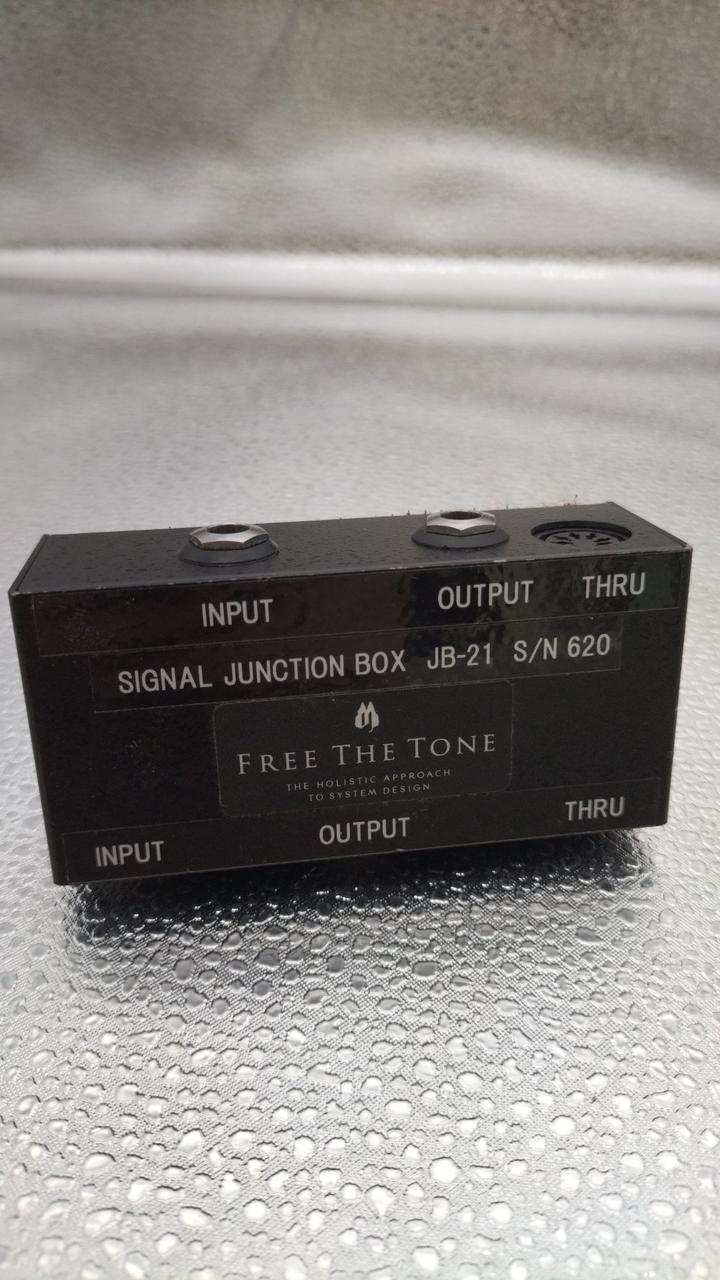 INPUT OUTPUT THRU
SIGNAL JUNCTION BOX JB-21 S/N 620
FREE THE TONE
THE HOLISTIC APPROACH
TO SYSTEM DESIGN
INPUT OUTPUT THRU